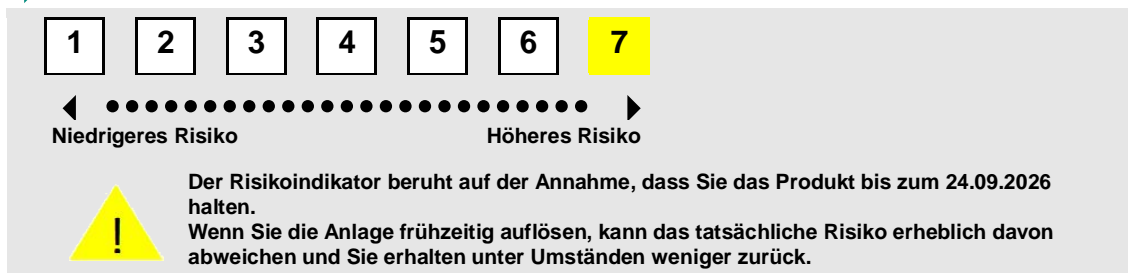 1 2 3 4 5 6 7
Niedrigeres Risiko Höheres Risiko
! Der Risikoindikator beruht auf der Annahme, dass Sie das Produkt bis zum 24.09.2026
halten.
Wenn Sie die Anlage frühzeitig auflösen, kann das tatsächliche Risiko erheblich davon
abweichen und Sie erhalten unter Umständen weniger zurück.